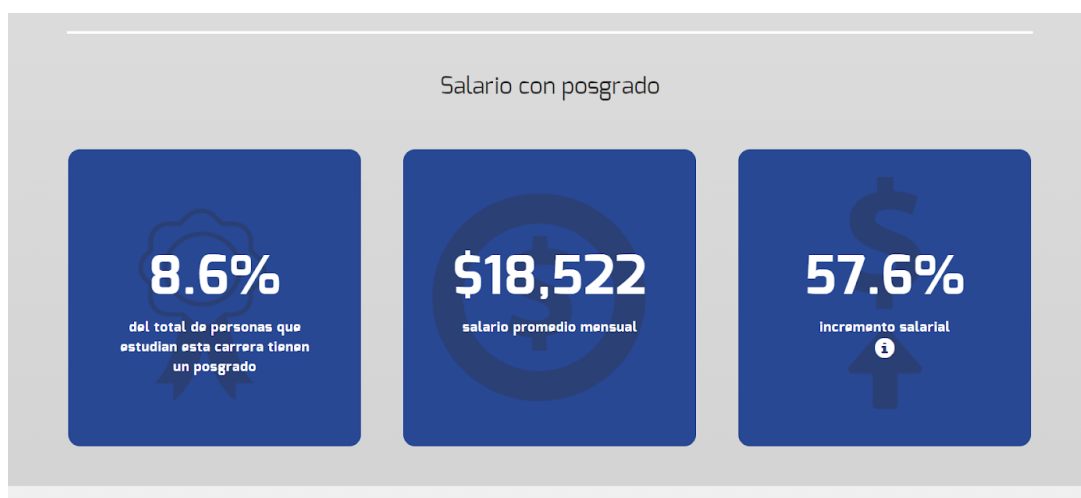 Salario con posgrado
8.6%
del total de personas que
estudian esta carrera tienen
un posgrado
$18,522
salario promedio mensual
57.6%
incremento salarial
i